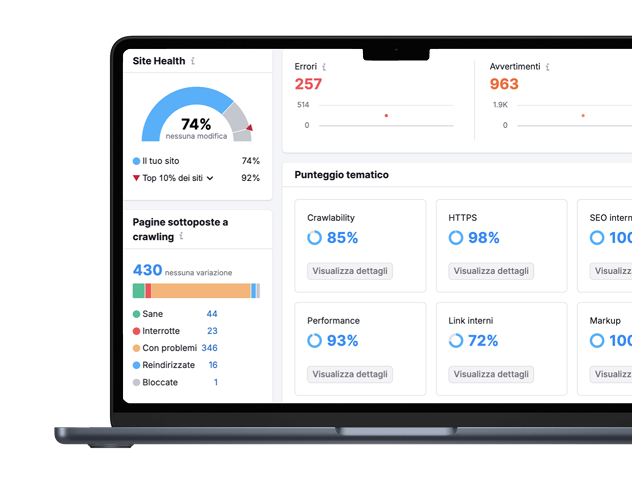 Site Health i
74%
nessuna modifica
Il tuo sito 74%
Top 10% dei siti 92%
Pagine sottoposte a
crawling i
430 nessuna variazione
Sane 44
Interrotte 23
Con problemi 346
Reindirizzate 16
Bloccate 1
Errori i
257
514
0
Avvertimenti i
963
1.9K
0
Punteggio tematico
Crawlability
85%
Visualizza dettagli
HTTPS
98%
Visualizza dettagli
SEO intern
100
Visualizz
Performance
93%
Visualizza dettagli
Link interni
72%
Visualizza dettagli
Markup
100
Visualizz